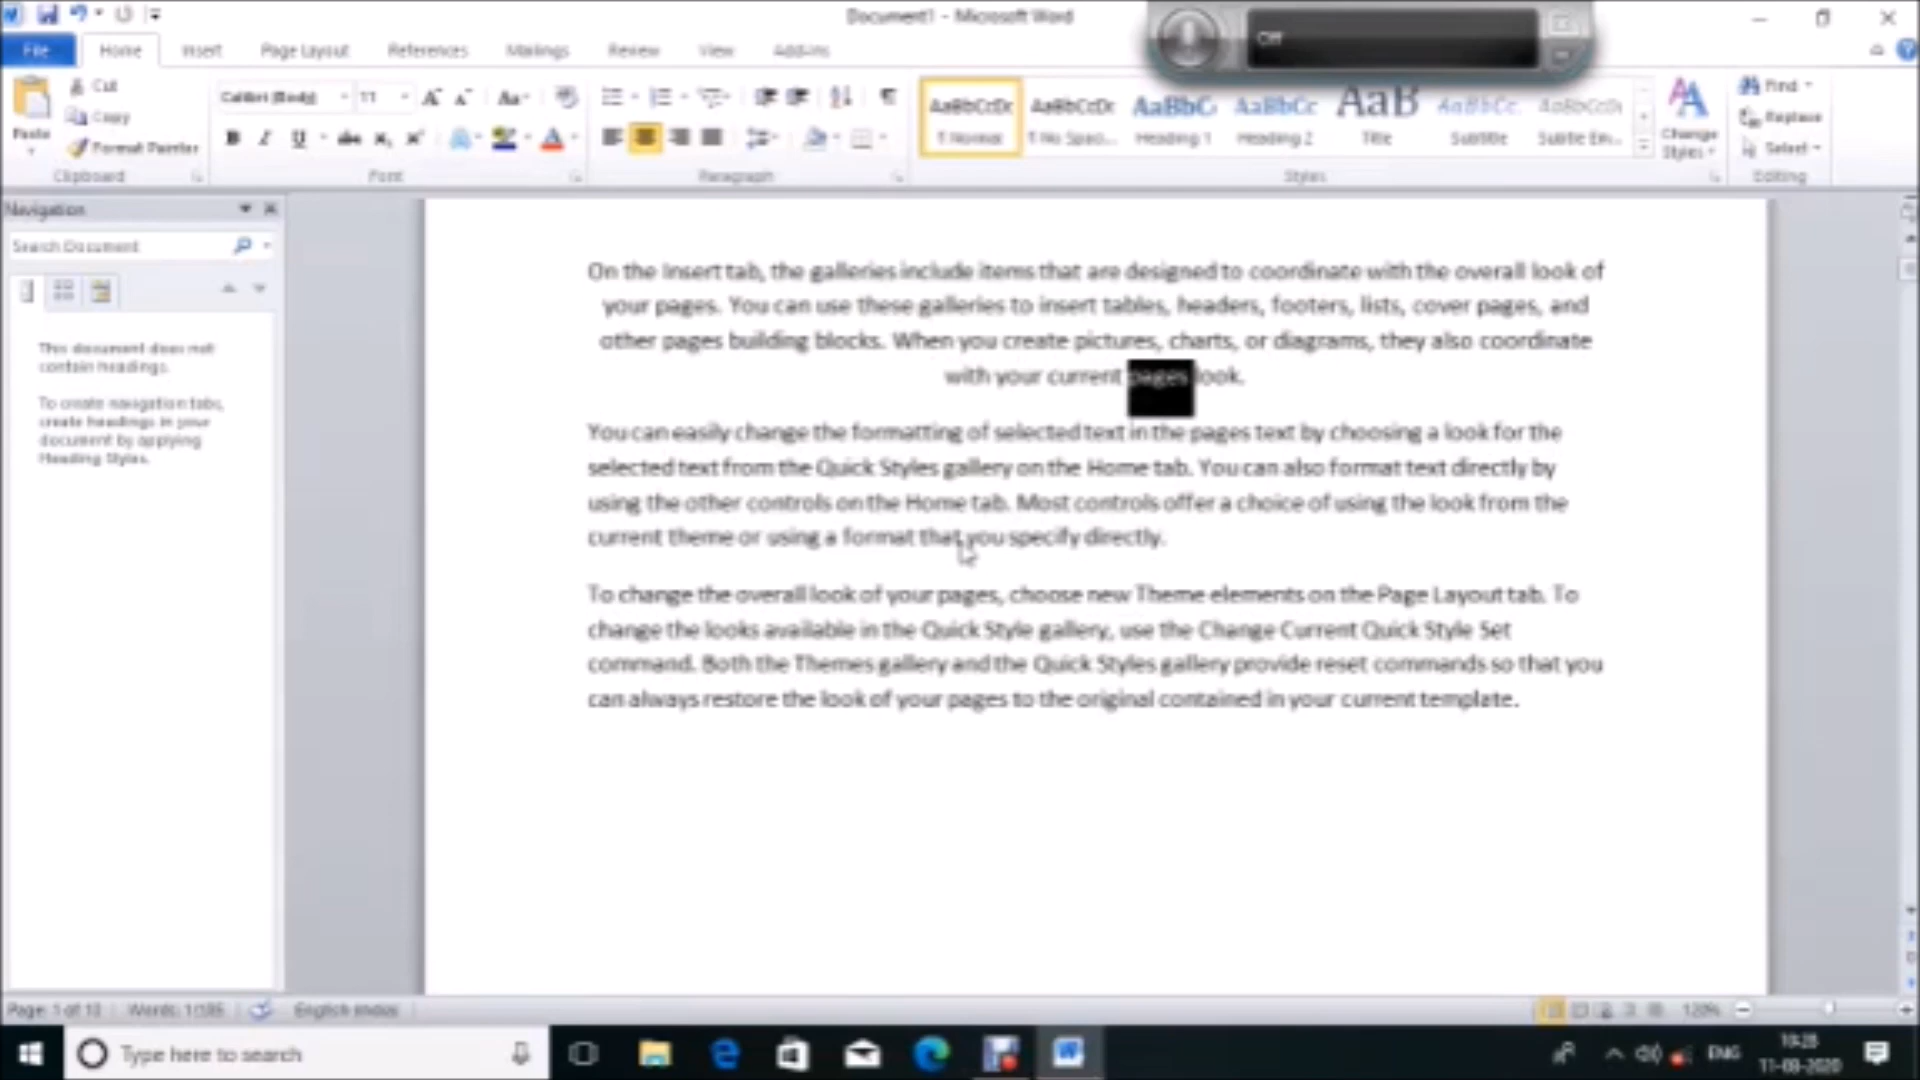 Document1 - Microsoft Word
Off
File Home Insert Page Layout References Mailings Review View Add-Ins
Cut
Copy
Format Painter
Paste
Clipboard
Calibri (Body) 11
Font
Paragraph
AaBbCcDc AaBbCcDc AaBbC AaBbCc AaB AaBbCc. AaBbCcDc
¶ Normal ¶ No Spaci... Heading 1 Heading 2 Title Subtitle Subtle Em...
Styles
Change
Styles
Find
Replace
Select
Editing
Navigation
Search Document
This document does not
contain headings.
To create navigation tabs,
create headings in your
document by applying
Heading Styles.
On the Insert tab, the galleries include items that are designed to coordinate with the overall look of
your pages. You can use these galleries to insert tables, headers, footers, lists, cover pages, and
other pages building blocks. When you create pictures, charts, or diagrams, they also coordinate
with your current pages look.
You can easily change the formatting of selected text in the pages text by choosing a look for the
selected text from the Quick Styles gallery on the Home tab. You can also format text directly by
using the other controls on the Home tab. Most controls offer a choice of using the look from the
current theme or using a format that you specify directly.
To change the overall look of your pages, choose new Theme elements on the Page Layout tab. To
change the looks available in the Quick Style gallery, use the Change Current Quick Style Set
command. Both the Themes gallery and the Quick Styles gallery provide reset commands so that you
can always restore the look of your pages to the original contained in your current template.
Page: 1 of Words: English 120%
Type here to search
ENG
11-08-2020